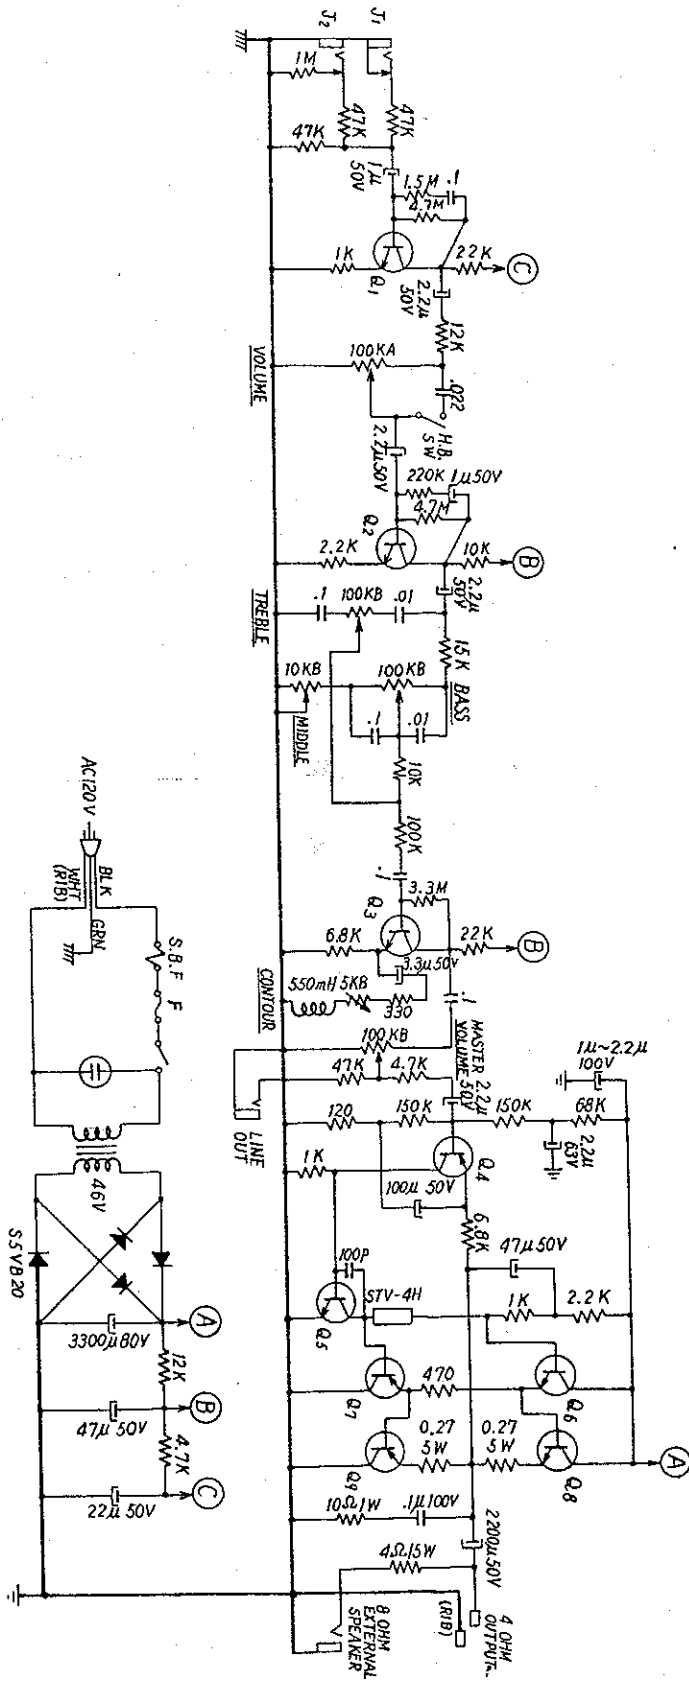 J1
J2
1M
47K
47K
47K
1µ
50V
1.5M
.1
4.7M
1K
Q1
22K
C
2.2µ
50V
12K
100KA
VOLUME
.022
H.B.
SW
2.2µ50V
220K
1µ50V
4.7M
Q2
2.2K
10K
B
2.2µ
50V
.1
100KB
.01
TREBLE
15K
10KB
100KB
BASS
MIDDLE
.1
.01
10K
100K
.1
3.3M
Q3
6.8K
22K
B
3.3µ50V
550mH
5KB
330
CONTOUR
.1
100KB
MASTER
VOLUME
2.2µ
50V
47K
4.7K
LINE
OUT
120
150K
150K
68K
1µ~2.2µ
100V
2.2µ
63V
Q4
1K
100µ50V
6.8K
47µ50V
100P
STV-4H
1K
2.2K
Q5
Q7
470
Q6
Q9
0.27
5W
0.27
5W
Q8
A
10Ω1W
.1µ100V
2200µ50V
4Ω15W
8 OHM
EXTERNAL
SPEAKER
(RIB)
4 OHM
OUTPUT
AC120V
BLK
WHT
(RIB)
GRN
S.B.F
F
46V
S5VB20
3300µ80V
A
12K
47µ50V
B
4.7K
22µ50V
C